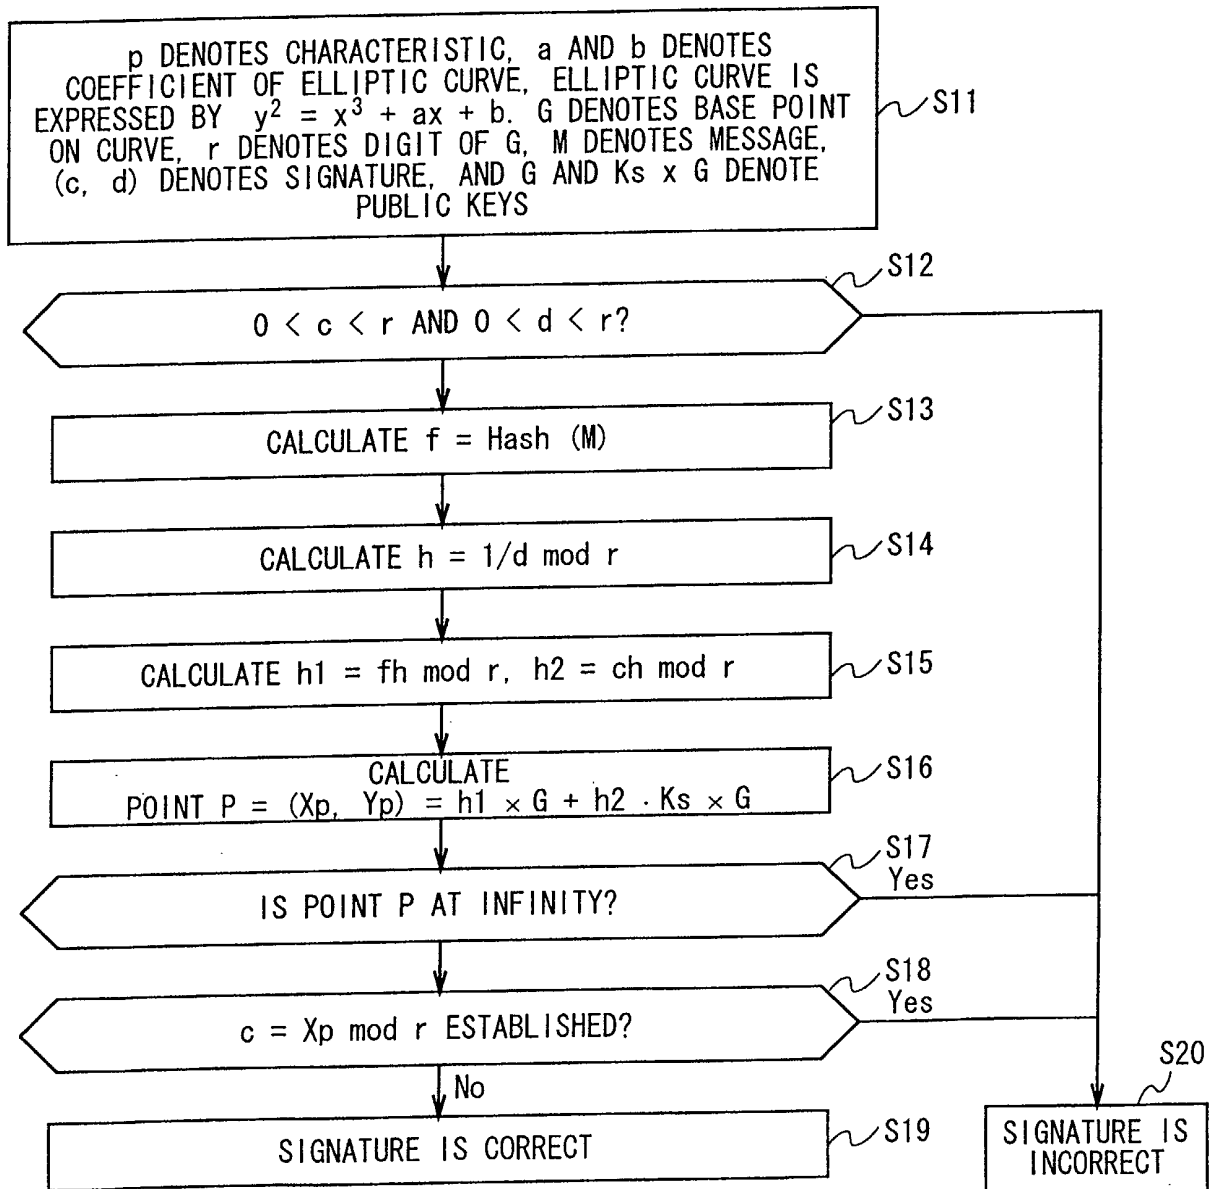 p DENOTES CHARACTERISTIC, a AND b DENOTES
COEFFICIENT OF ELLIPTIC CURVE, ELLIPTIC CURVE IS
EXPRESSED BY y² = x³ + ax + b. G DENOTES BASE POINT
ON CURVE, r DENOTES DIGIT OF G, M DENOTES MESSAGE,
(c, d) DENOTES SIGNATURE, AND G AND Ks x G DENOTE
PUBLIC KEYS
S11
S12
0 < c < r AND 0 < d < r?
S13
CALCULATE f = Hash (M)
S14
CALCULATE h = 1/d mod r
S15
CALCULATE h1 = fh mod r, h2 = ch mod r
S16
CALCULATE
POINT P = (Xp, Yp) = h1 × G + h2 · Ks × G
S17
Yes
IS POINT P AT INFINITY?
S18
Yes
c = Xp mod r ESTABLISHED?
No
S19
SIGNATURE IS CORRECT
S20
SIGNATURE IS
INCORRECT